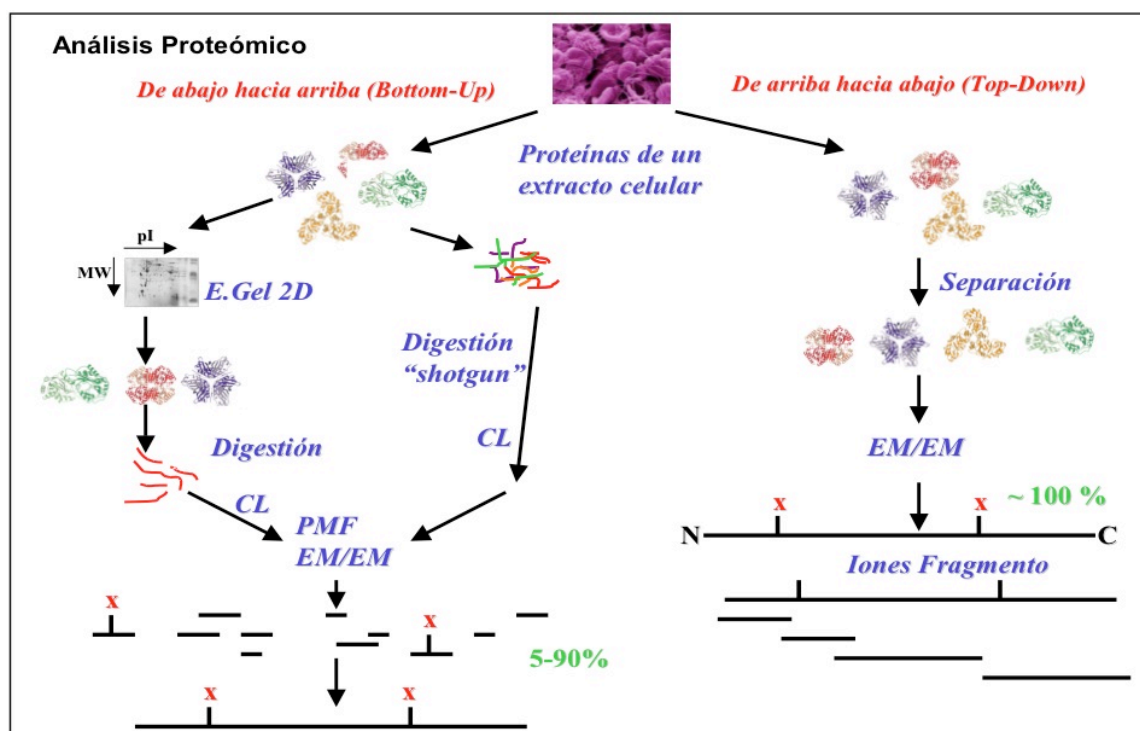 Análisis Proteómico
De abajo hacia arriba (Bottom-Up)
De arriba hacia abajo (Top-Down)
Proteínas de un
extracto celular
pI
MW
E.Gel 2D
Digestión
“shotgun”
CL
Digestión
CL
PMF
EM/EM
x
x
5-90%
x
x
Separación
EM/EM
~ 100 %
x
x
N
C
Iones Fragmento